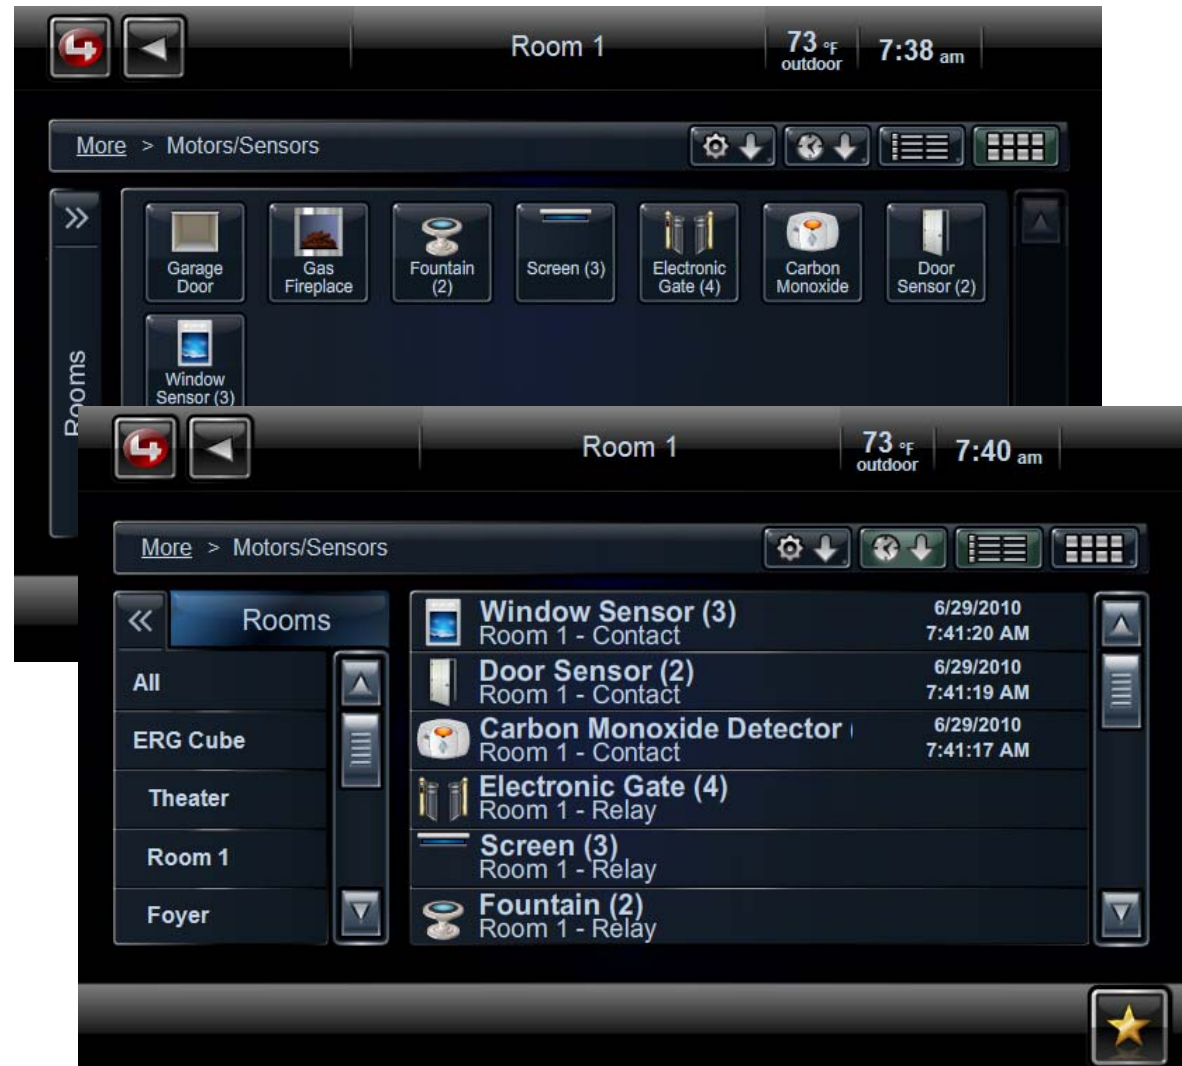 Room 1
73 °F
outdoor
7:38 am
More > Motors/Sensors
Rooms
Garage
Door
Gas
Fireplace
Fountain
(2)
Screen (3)
Electronic
Gate (4)
Carbon
Monoxide
Door
Sensor (2)
Window
Sensor (3)
Room 1
73 °F
outdoor
7:40 am
More > Motors/Sensors
Rooms
All
ERG Cube
Theater
Room 1
Foyer
Window Sensor (3)
Room 1 - Contact
6/29/2010
7:41:20 AM
Door Sensor (2)
Room 1 - Contact
6/29/2010
7:41:19 AM
Carbon Monoxide Detector (
Room 1 - Contact
6/29/2010
7:41:17 AM
Electronic Gate (4)
Room 1 - Relay
Screen (3)
Room 1 - Relay
Fountain (2)
Room 1 - Relay